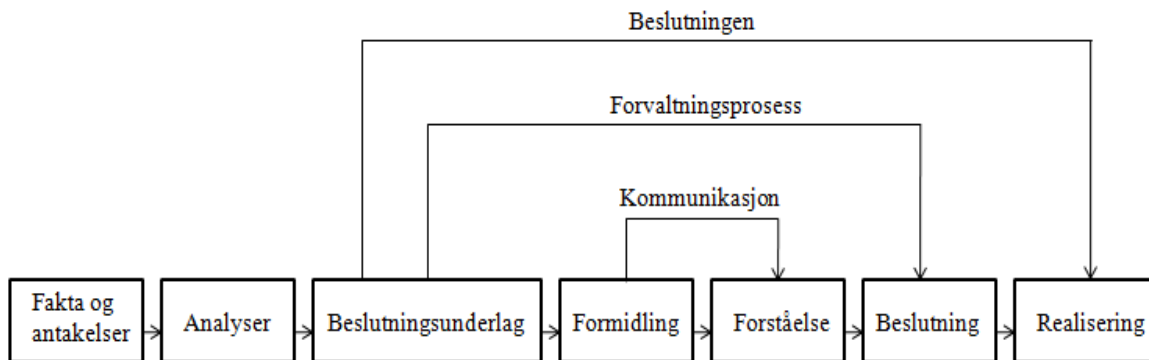 Beslutningen
Forvaltningsprosess
Kommunikasjon
Fakta og
antakelser
Analyser
Beslutningsunderlag
Formidling
Forståelse
Beslutning
Realisering